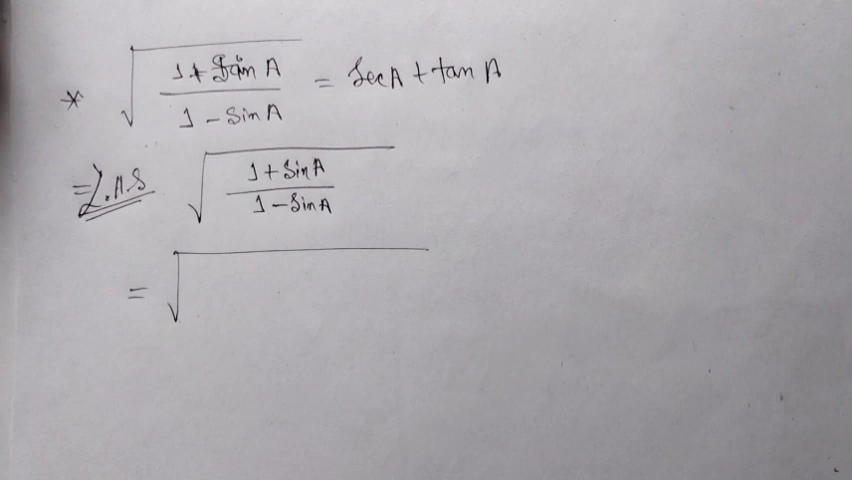 * √((1 + Sin A)/(1 - Sin A)) = Sec A + tan A
= L.H.S √((1 + Sin A)/(1 - Sin A))
= √